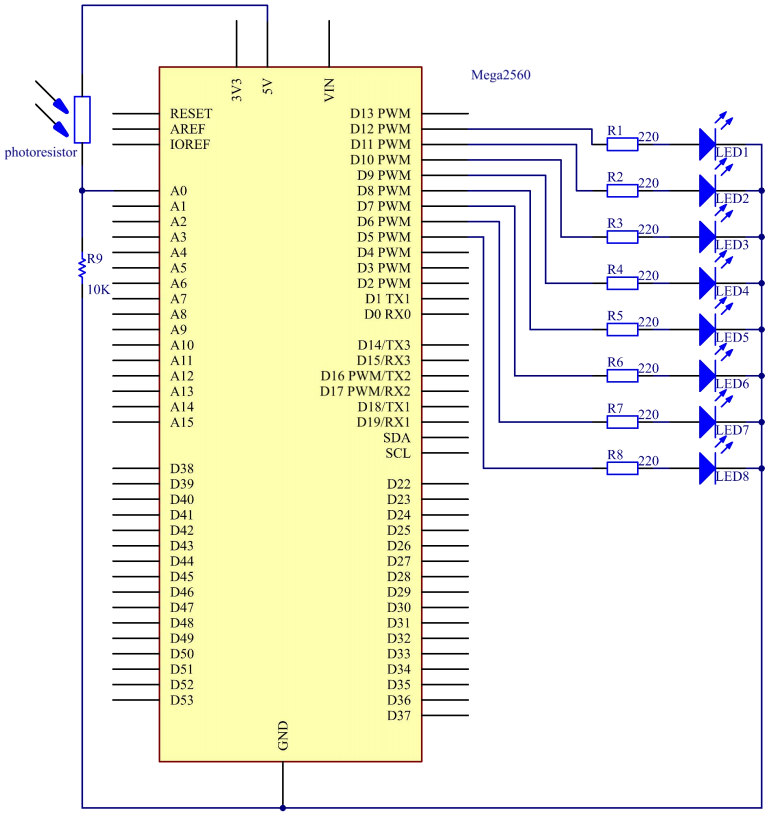 Mega2560
3V3
5V
VIN
photoresistor
R9
10K
RESET
AREF
IOREF
A0
A1
A2
A3
A4
A5
A6
A7
A8
A9
A10
A11
A12
A13
A14
A15
D38
D39
D40
D41
D42
D43
D44
D45
D46
D47
D48
D49
D50
D51
D52
D53
D13 PWM
D12 PWM
D11 PWM
D10 PWM
D9 PWM
D8 PWM
D7 PWM
D6 PWM
D5 PWM
D4 PWM
D3 PWM
D2 PWM
D1 TX1
D0 RX0
D14/TX3
D15/RX3
D16 PWM/TX2
D17 PWM/RX2
D18/TX1
D19/RX1
SDA
SCL
D22
D23
D24
D25
D26
D27
D28
D29
D30
D31
D32
D33
D34
D35
D36
D37
GND
R1 220 LED1
R2 220 LED2
R3 220 LED3
R4 220 LED4
R5 220 LED5
R6 220 LED6
R7 220 LED7
R8 220 LED8